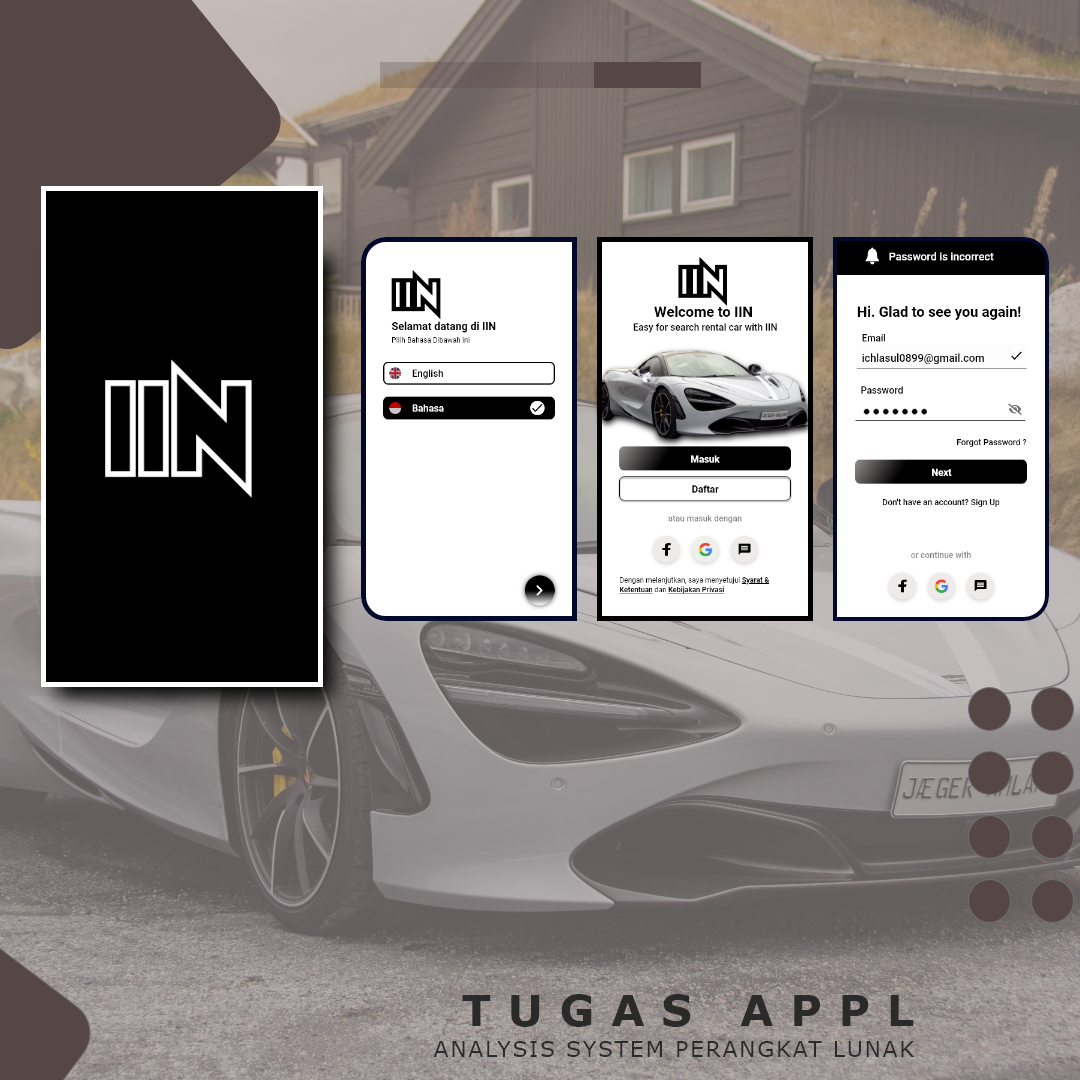 IIN
IIN
Selamat datang di IIN
Pilih Bahasa Dibawah ini
English
Bahasa
IIN
Welcome to IIN
Easy for search rental car with IIN
Masuk
Daftar
atau masuk dengan
f G
Dengan melanjutkan, saya menyetujui Syarat &
Ketentuan dan Kebijakan Privasi
Password is incorrect
Hi. Glad to see you again!
Email
ichlasul0899@gmail.com
Password
Forgot Password ?
Next
Don't have an account? Sign Up
or continue with
f G
JÆGER
TUGAS APPL
ANALYSIS SYSTEM PERANGKAT LUNAK